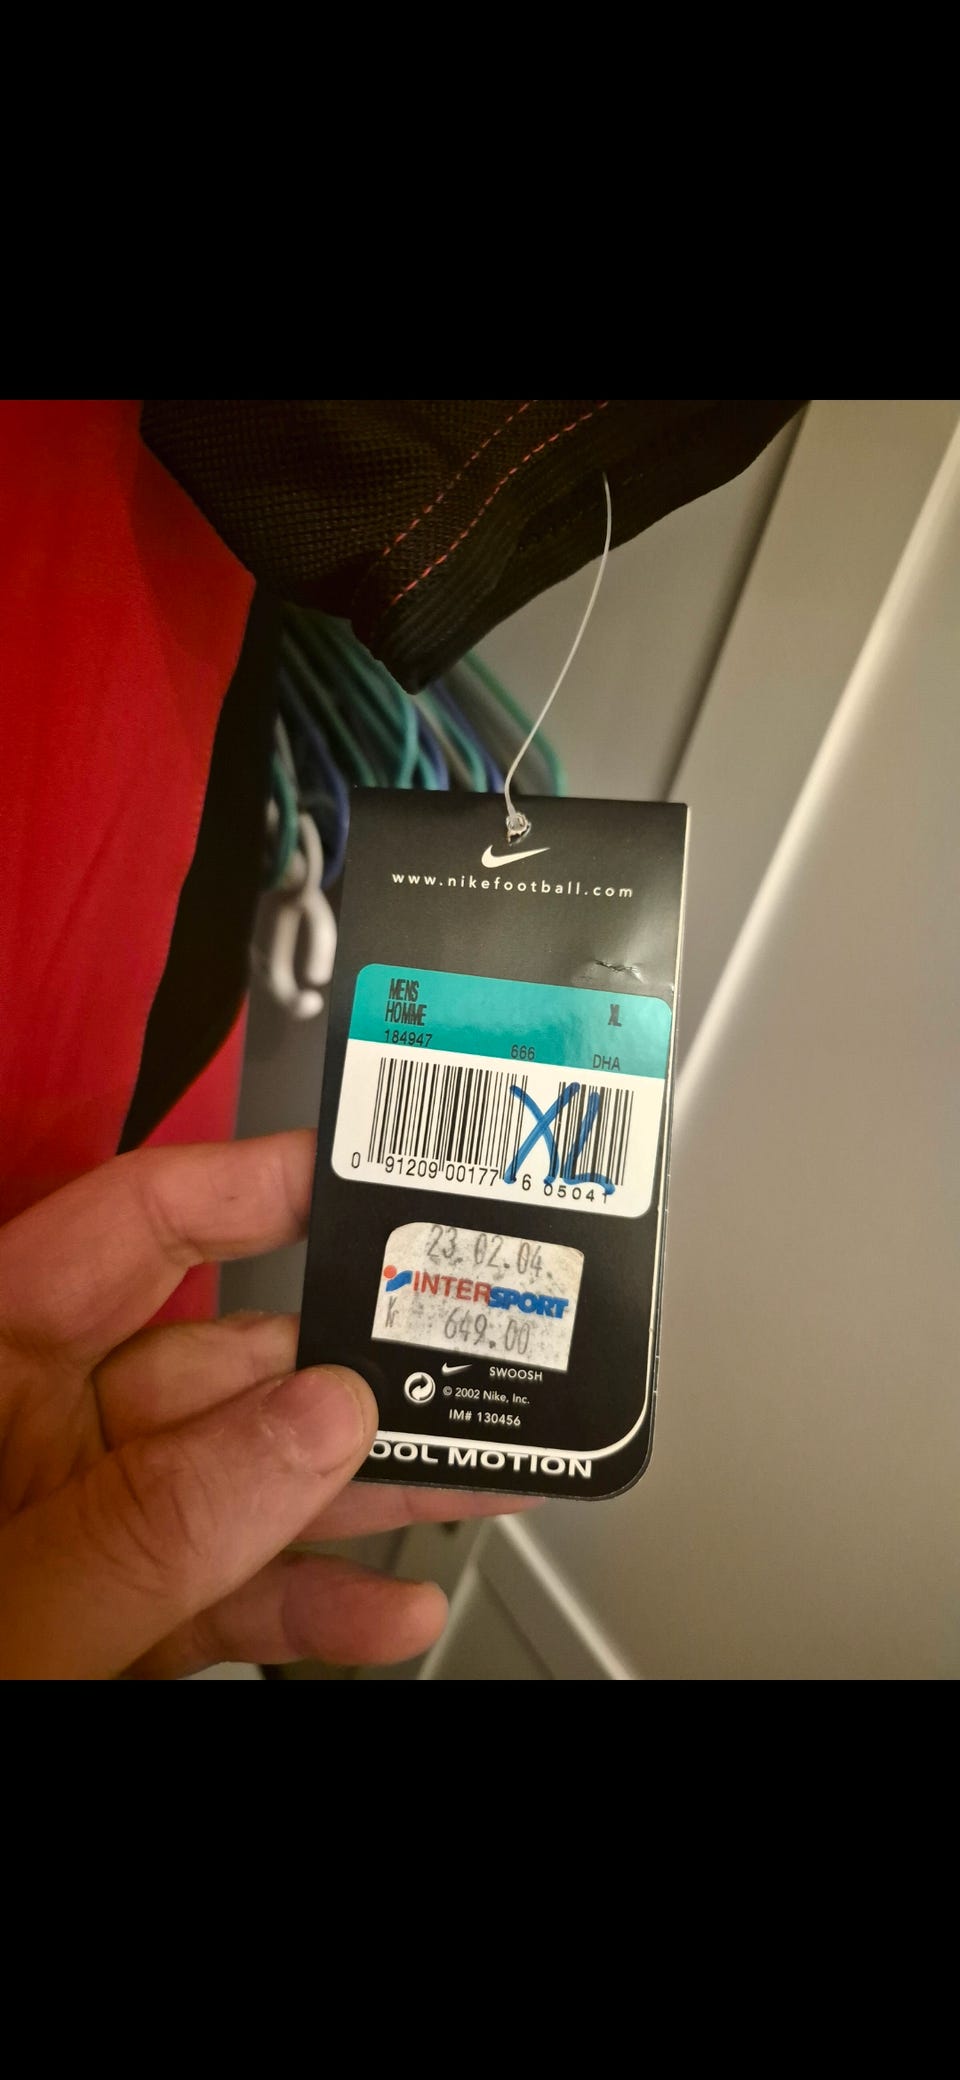 www.nikefootball.com
MENS
HOMME
XL
184947 666 DHA
XL
0 91209 00177 6 05041
23.02.04.
INTERSPORT
Kr 649.00
SWOOSH
© 2002 Nike, Inc.
IM# 130456
OOL MOTION